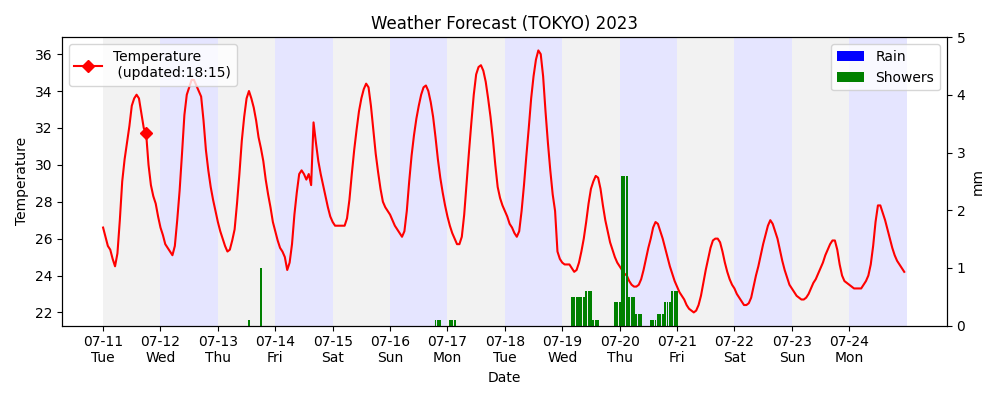 Weather Forecast (TOKYO) 2023
Temperature
(updated:18:15)
Rain
Showers
36
34
32
30
28
26
24
22
Temperature
5
4
3
2
1
0
mm
07-11 07-12 07-13 07-14 07-15 07-16 07-17 07-18 07-19 07-20 07-21 07-22 07-23 07-24
Tue Wed Thu Fri Sat Sun Mon Tue Wed Thu Fri Sat Sun Mon
Date